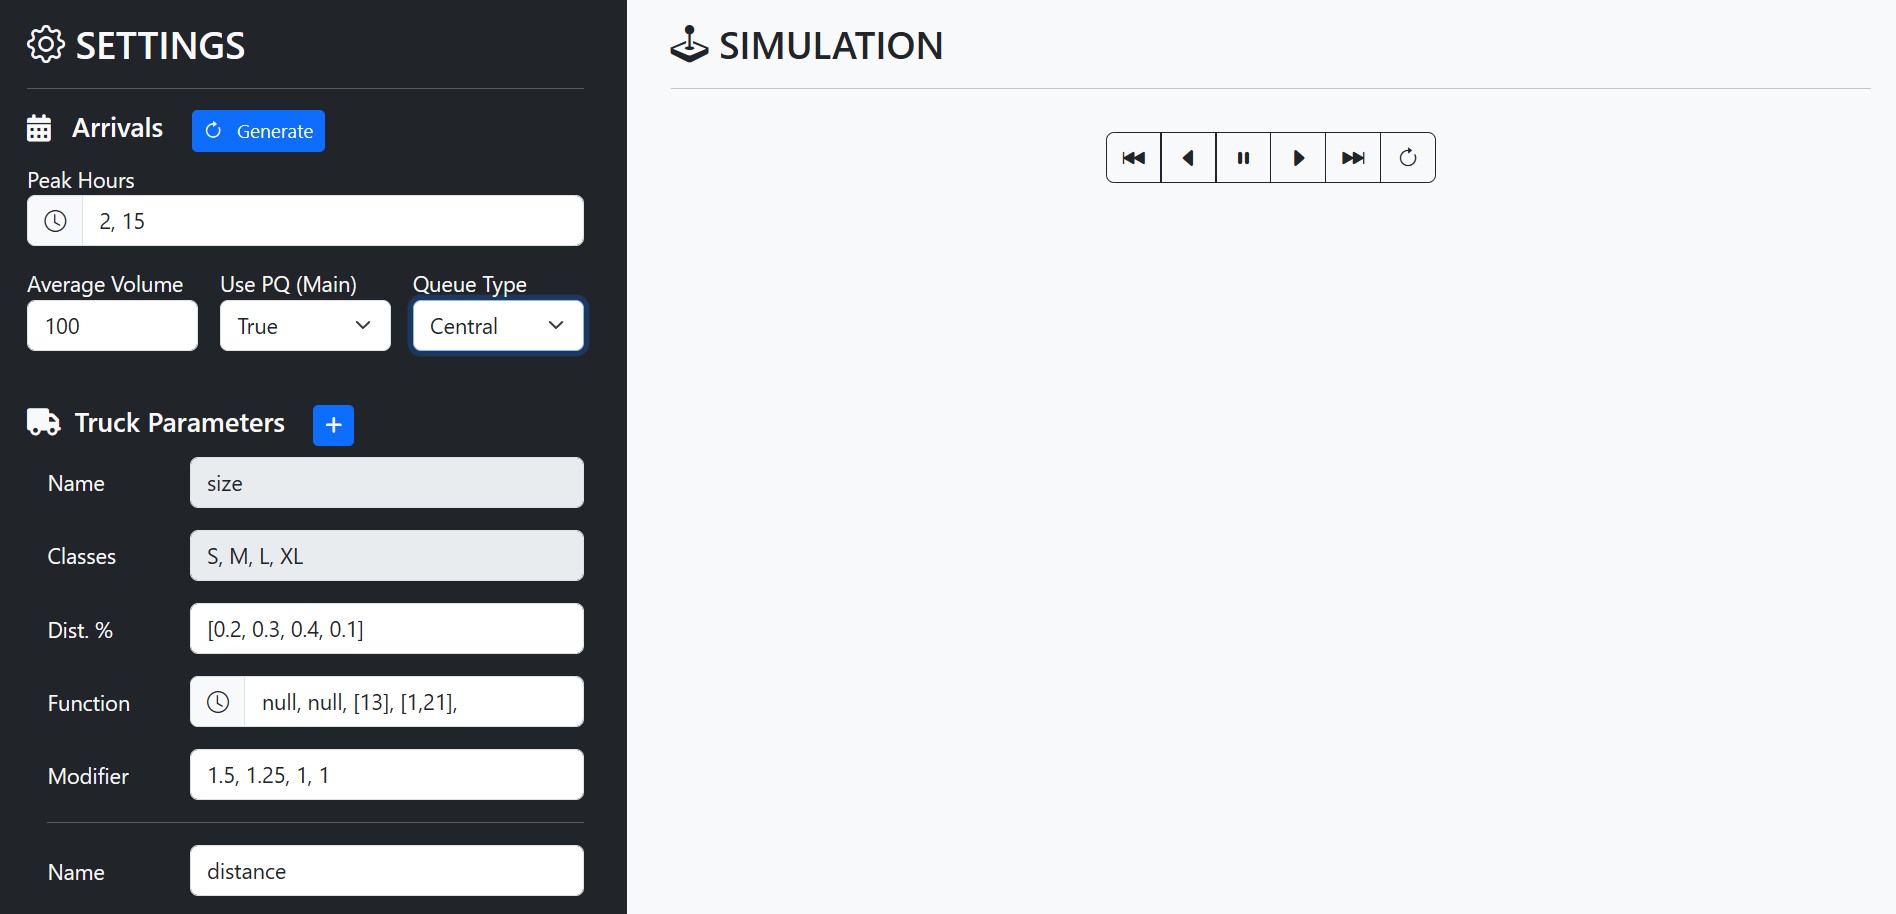 SETTINGS
Arrivals
Generate
Peak Hours
2, 15
Average Volume
Use PQ (Main)
Queue Type
100
True
Central
Truck Parameters
Name
size
Classes
S, M, L, XL
Dist. %
[0.2, 0.3, 0.4, 0.1]
Function
null, null, [13], [1,21],
Modifier
1.5, 1.25, 1, 1
Name
distance
SIMULATION